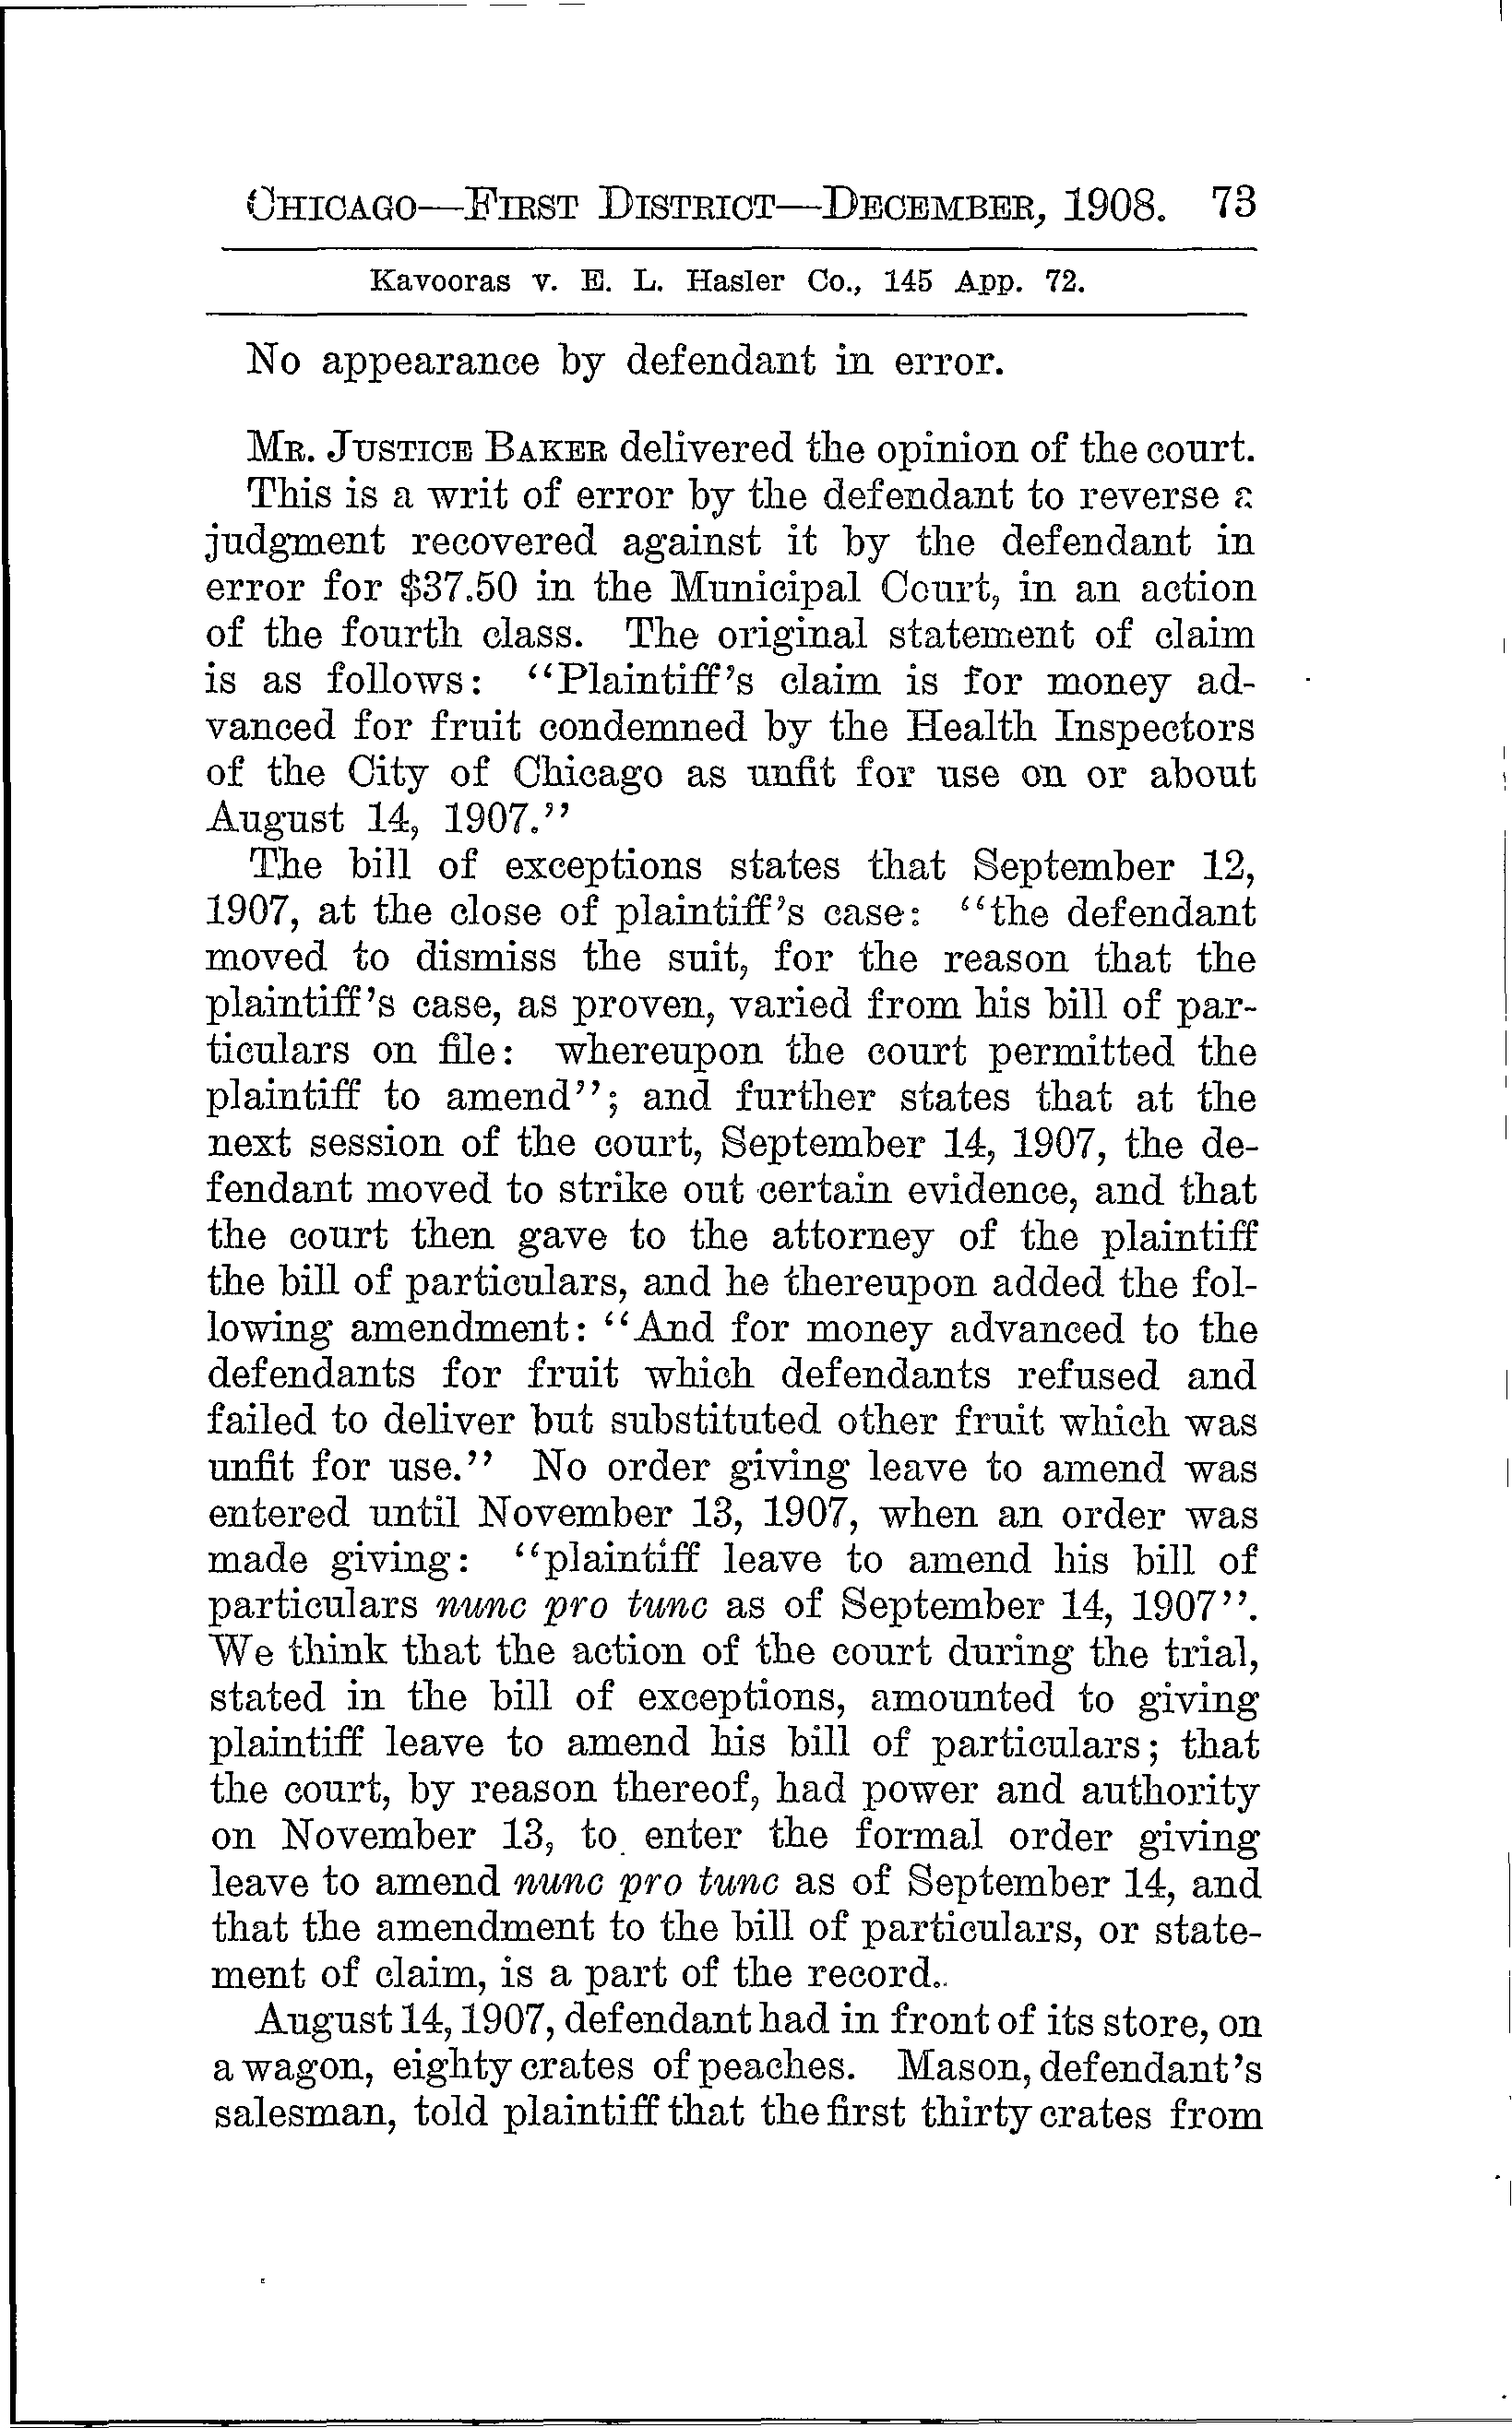 CHICAGO—FIRST DISTRICT—DECEMBER, 1908. 73
Kavooras v. E. L. Hasler Co., 145 App. 72.
No appearance by defendant in error.
MR. JUSTICE BAKER delivered the opinion of the court.
This is a writ of error by the defendant to reverse a
judgment recovered against it by the defendant in
error for $37.50 in the Municipal Court, in an action
of the fourth class. The original statement of claim
is as follows: "Plaintiff's claim is for money ad-
vanced for fruit condemned by the Health Inspectors
of the City of Chicago as unfit for use on or about
August 14, 1907."
The bill of exceptions states that September 12,
1907, at the close of plaintiff's case: "the defendant
moved to dismiss the suit, for the reason that the
plaintiff's case, as proven, varied from his bill of par-
ticulars on file: whereupon the court permitted the
plaintiff to amend"; and further states that at the
next session of the court, September 14, 1907, the de-
fendant moved to strike out certain evidence, and that
the court then gave to the attorney of the plaintiff
the bill of particulars, and he thereupon added the fol-
lowing amendment: "And for money advanced to the
defendants for fruit which defendants refused and
failed to deliver but substituted other fruit which was
unfit for use." No order giving leave to amend was
entered until November 13, 1907, when an order was
made giving: "plaintiff leave to amend his bill of
particulars nunc pro tunc as of September 14, 1907".
We think that the action of the court during the trial,
stated in the bill of exceptions, amounted to giving
plaintiff leave to amend his bill of particulars; that
the court, by reason thereof, had power and authority
on November 13, to enter the formal order giving
leave to amend nunc pro tunc as of September 14, and
that the amendment to the bill of particulars, or state-
ment of claim, is a part of the record.
August 14, 1907, defendant had in front of its store, on
a wagon, eighty crates of peaches. Mason, defendant's
salesman, told plaintiff that the first thirty crates from